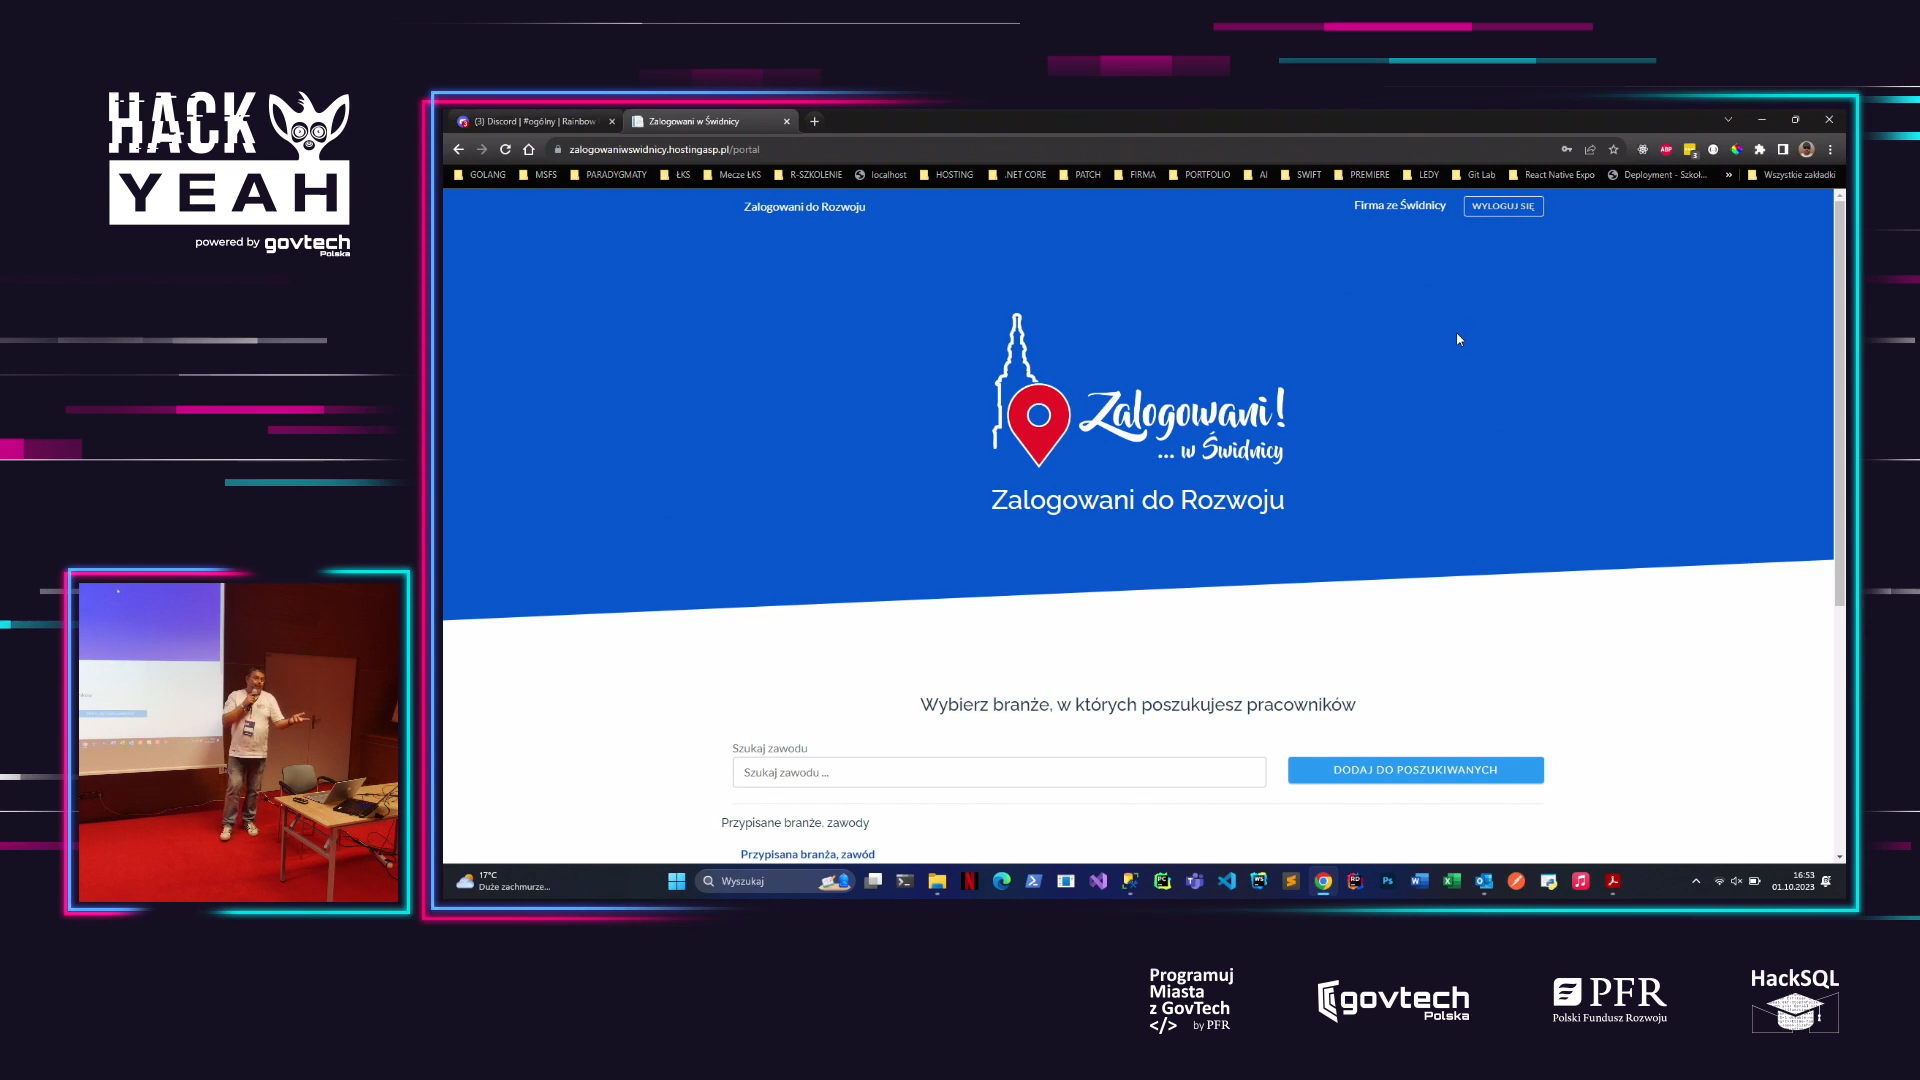 HACK
YEAH
powered by govtech
Polska
(3) Discord | #ogólny | Rainbow
Zalogowani w Świdnicy
zalogowaniwswidnicy.hostingasp.pl/portal
GOLANG
MSFS
PARADYGMATY
ŁKS
Mecze ŁKS
R-SZKOLENIE
localhost
HOSTING
.NET CORE
PATCH
FIRMA
PORTFOLIO
AI
SWIFT
PREMIERE
LEDY
Git Lab
React Native Expo
Deployment - Szkoł...
»
Wszystkie zakładki
Zalogowani do Rozwoju
Firma ze Świdnicy
WYLOGUJ SIĘ
Zalogowani!
... w Świdnicy
Zalogowani do Rozwoju
Wybierz branże, w których poszukujesz pracowników
Szukaj zawodu
Szukaj zawodu ...
DODAJ DO POSZUKIWANYCH
Przypisane branże, zawody
Przypisana branża, zawód
17°C
Duże zachmurze...
Wyszukaj
16:53
01.10.2023
Programuj
Miasta
z GovTech
</> by PFR
govtech
Polska
PFR
Polski Fundusz Rozwoju
HackSQL